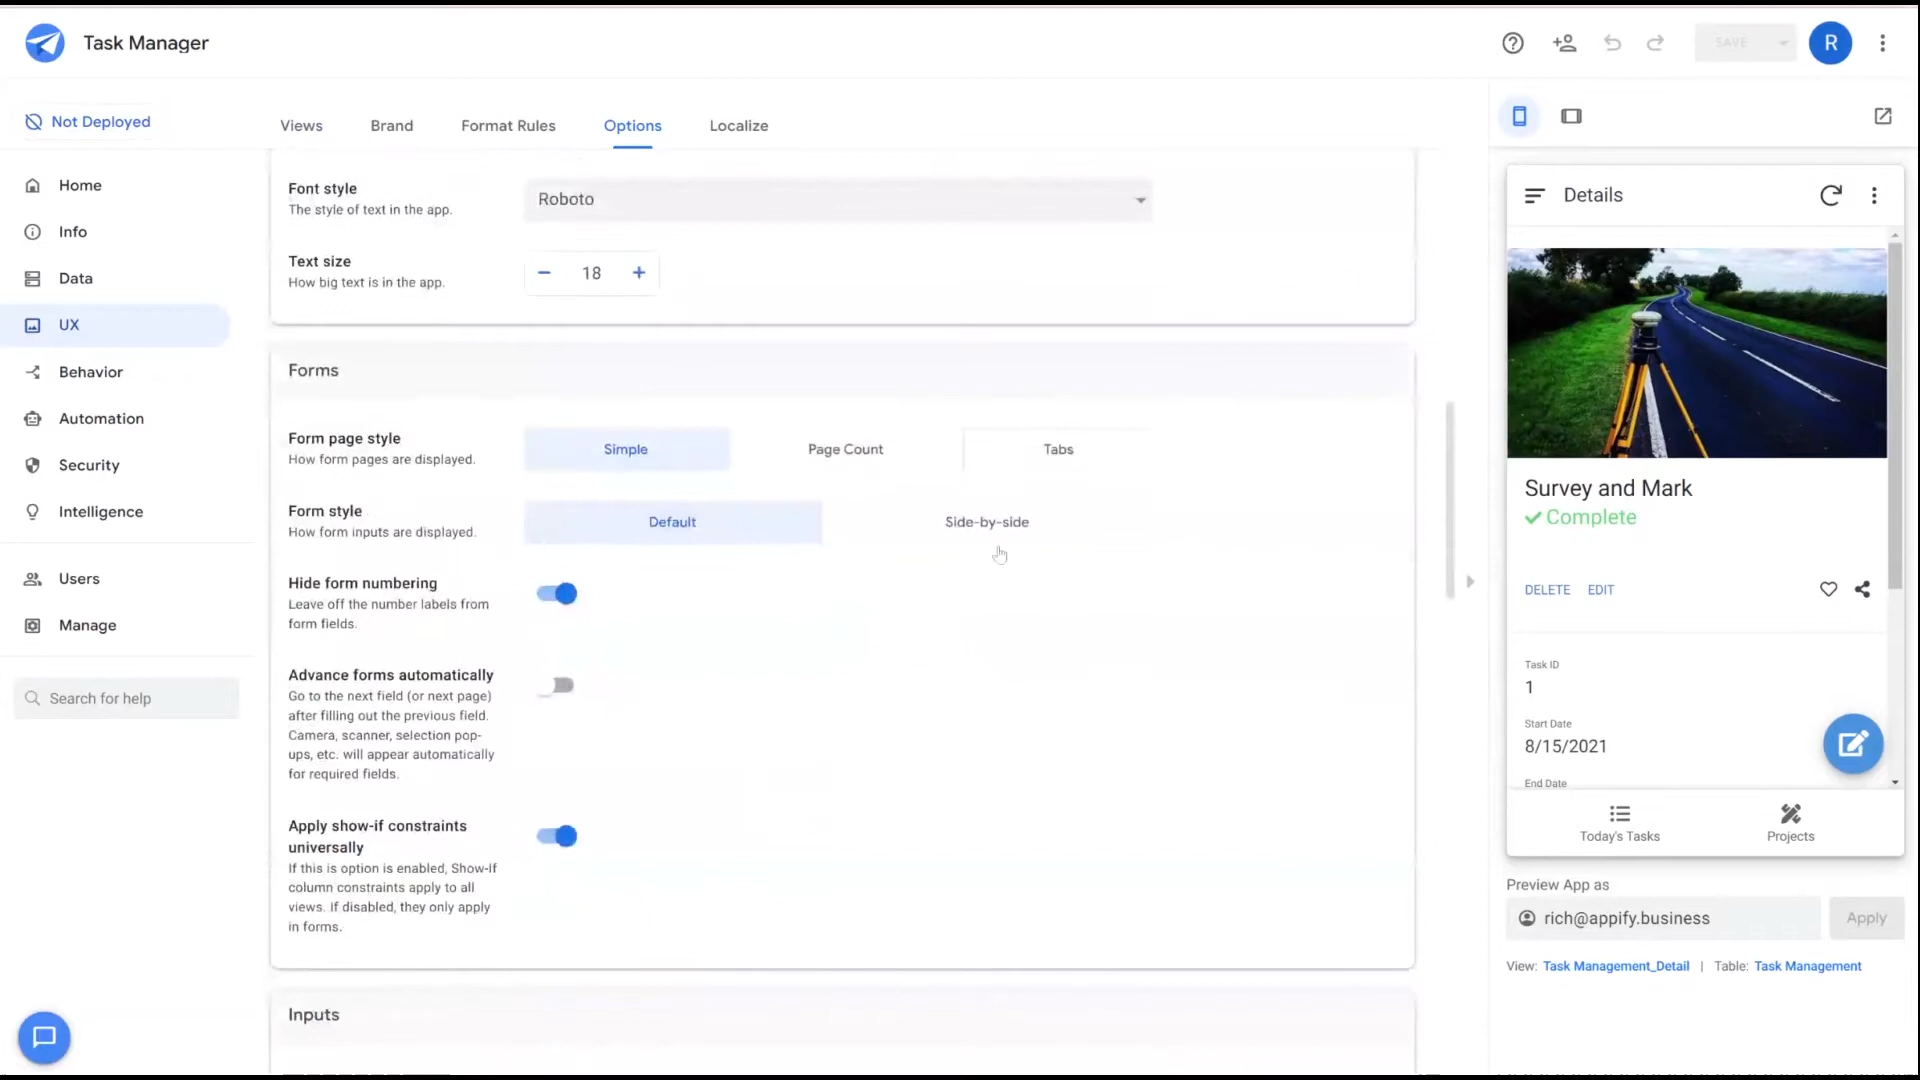 Task Manager
SAVE
R
Not Deployed
Views
Brand
Format Rules
Options
Localize
Home
Info
Data
UX
Behavior
Automation
Security
Intelligence
Users
Manage
Search for help
Font style
The style of text in the app.
Roboto
Text size
How big text is in the app.
18
Forms
Form page style
How form pages are displayed.
Simple
Page Count
Tabs
Form style
How form inputs are displayed.
Default
Side-by-side
Hide form numbering
Leave off the number labels from
form fields.
Advance forms automatically
Go to the next field (or next page)
after filling out the previous field.
Camera, scanner, selection pop-
ups, etc. will appear automatically
for required fields.
Apply show-if constraints
universally
If this is option is enabled, Show-If
column constraints apply to all
views. if disabled, they only apply
in forms.
Inputs
Details
Survey and Mark
Complete
DELETE
EDIT
Task ID
1
Start Date
8/15/2021
End Date
Today's Tasks
Projects
Preview App as
rich@appify.business
Apply
View: Task Management_Detail | Table: Task Management